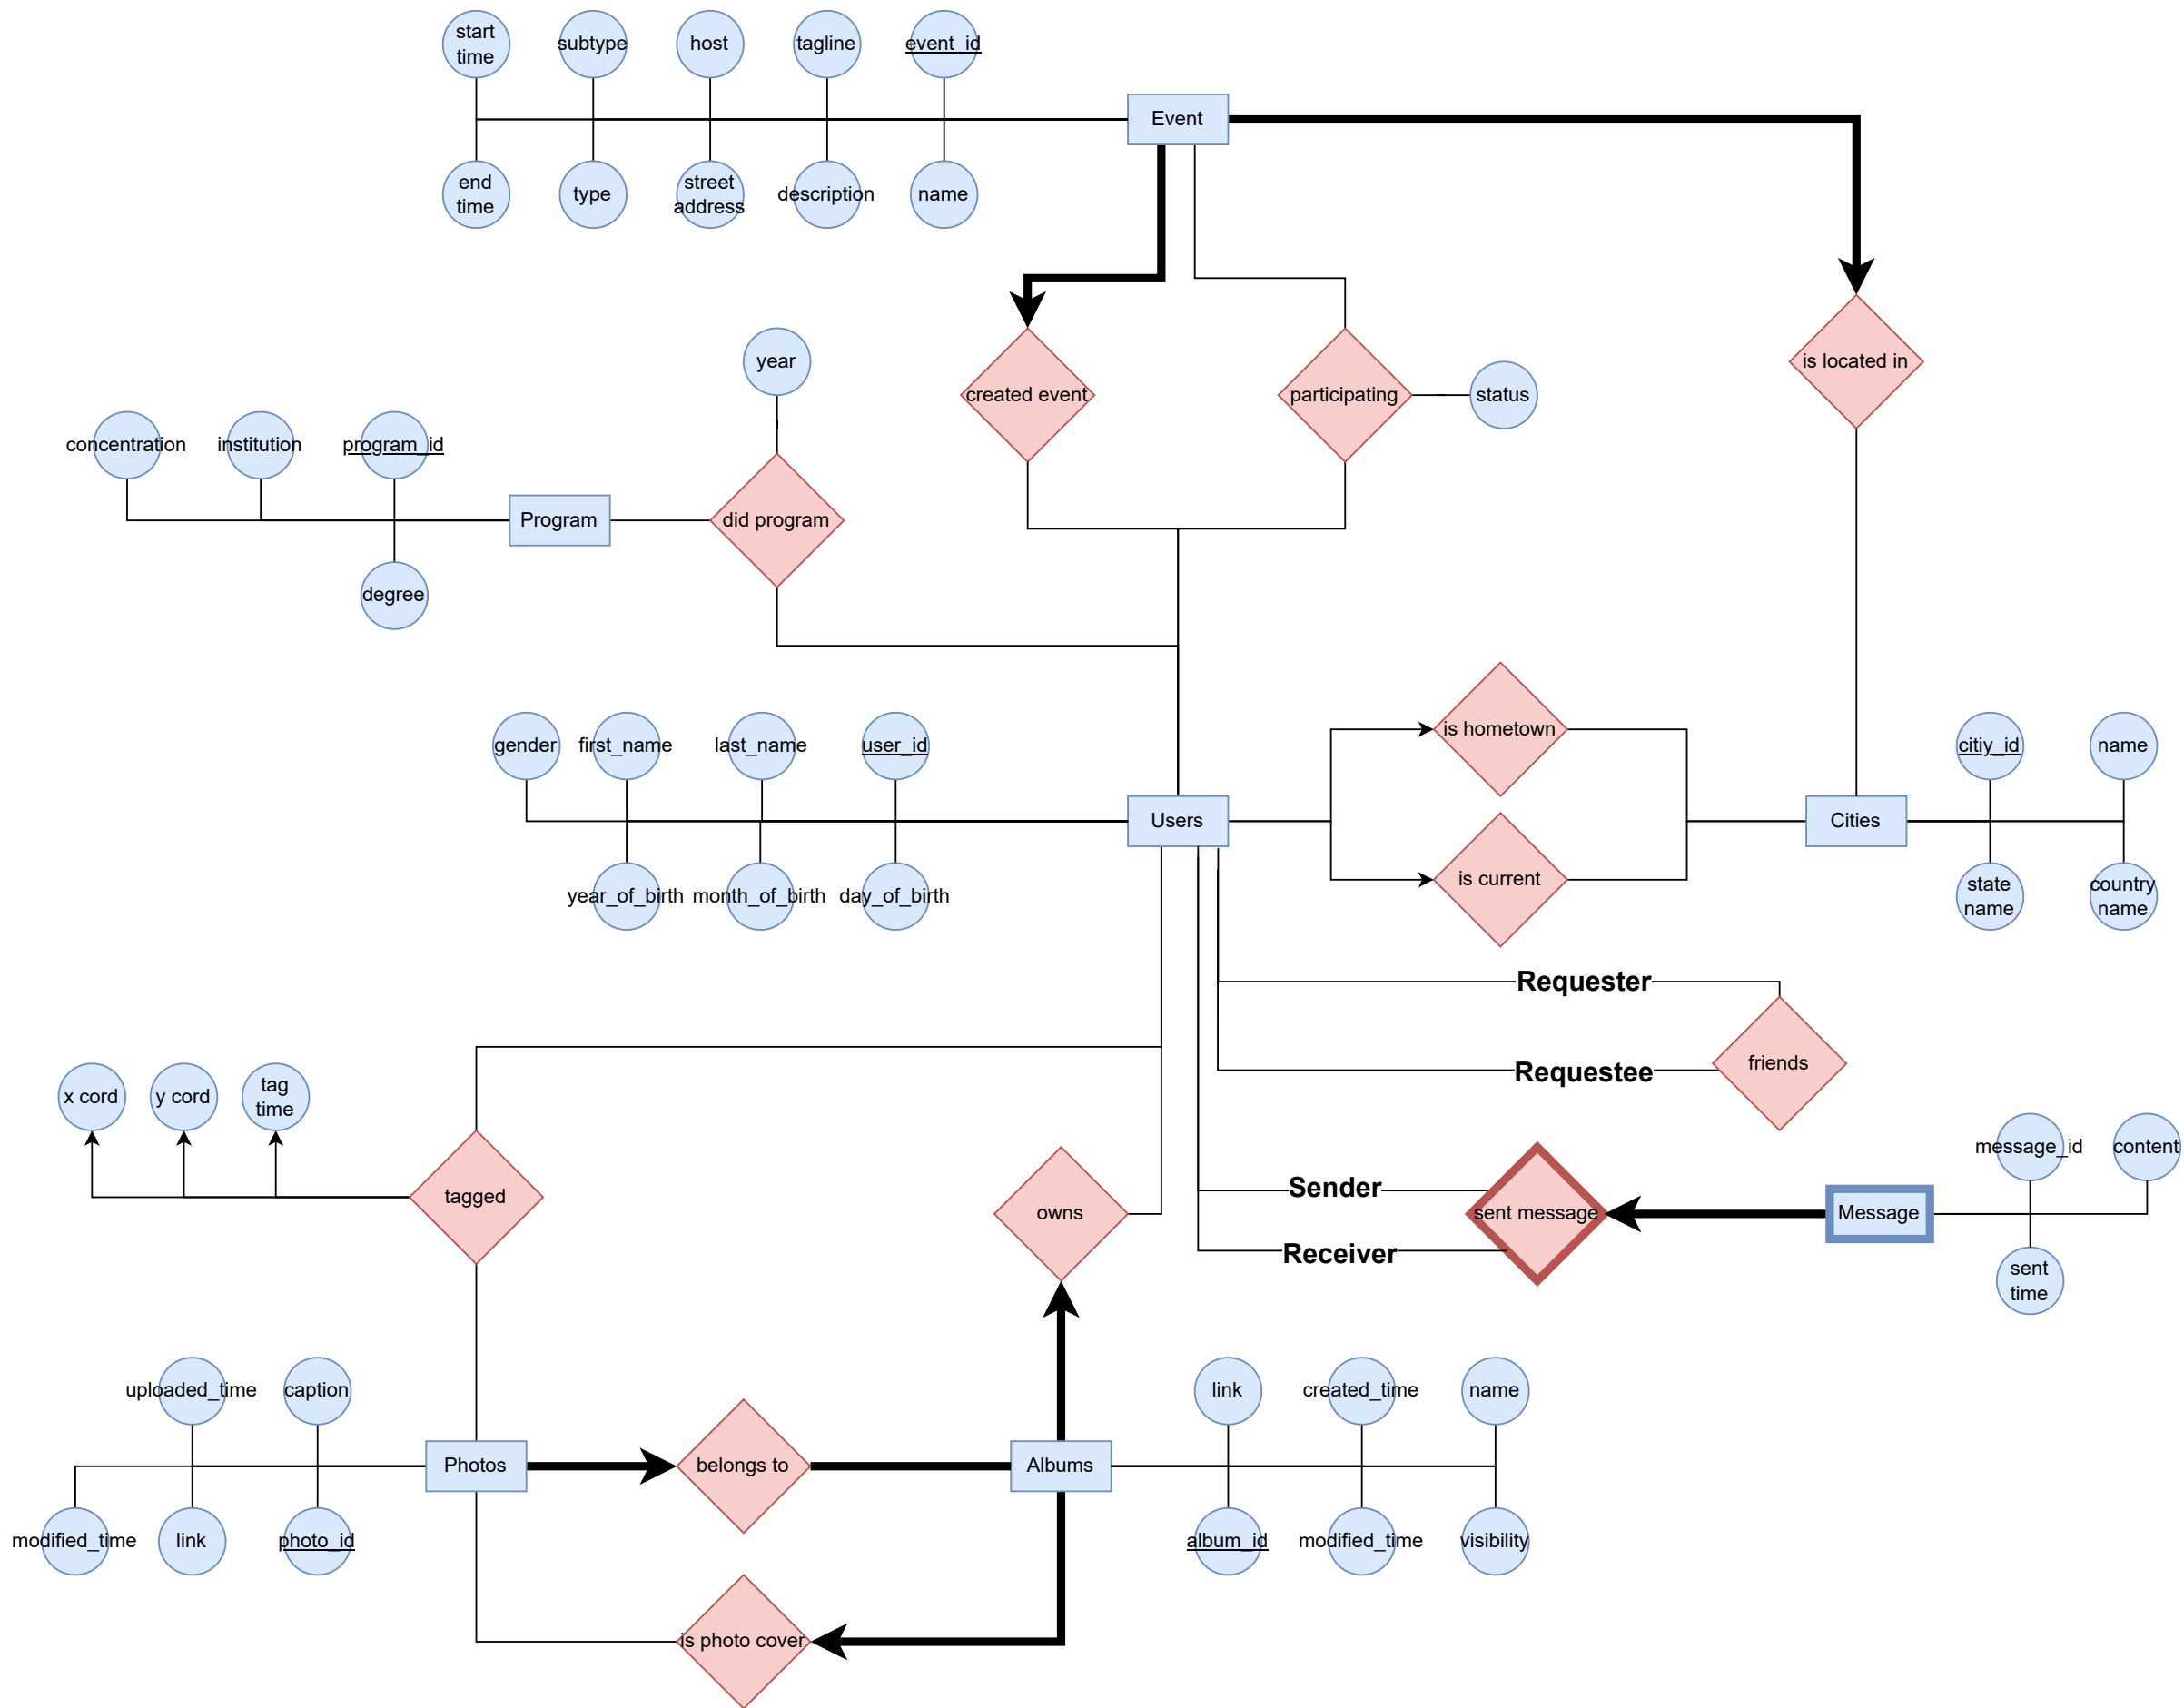 start
time
subtype
host
tagline
event_id
Event
end
time
type
street
address
description
name
year
created event
participating
status
is located in
concentration
institution
program_id
Program
did program
degree
gender
first_name
last_name
user_id
is hometown
citiy_id
name
Users
Cities
year_of_birth
month_of_birth
day_of_birth
is current
state
name
country
name
Requester
friends
Requestee
x cord
y cord
tag
time
message_id
content
tagged
owns
Sender
sent message
Message
Receiver
sent
time
uploaded_time
caption
link
created_time
name
Photos
belongs to
Albums
modified_time
link
photo_id
album_id
modified_time
visibility
is photo cover